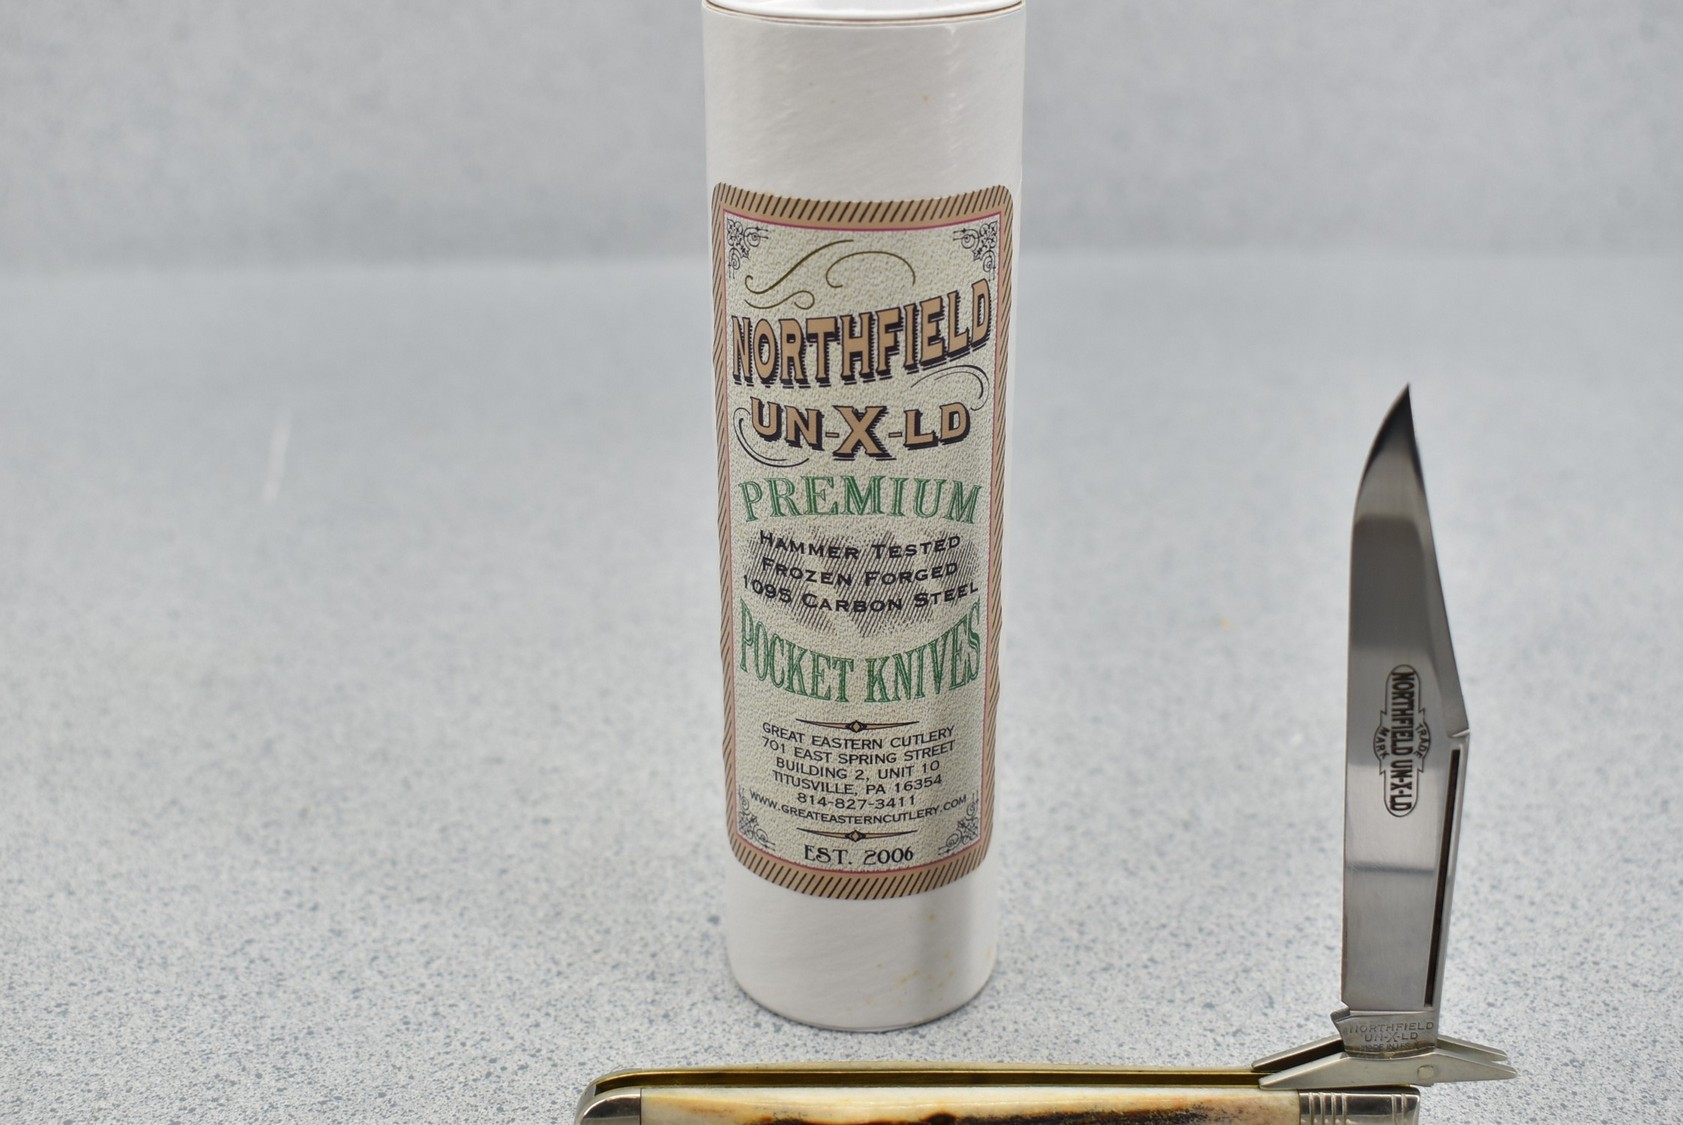 NORTHFIELD
UN-X-LD
PREMIUM
HAMMER TESTED
FROZEN FORGED
1095 CARBON STEEL
POCKET KNIVES
GREAT EASTERN CUTLERY
701 EAST SPRING STREET
BUILDING 2, UNIT 10
TITUSVILLE, PA 16354
814-827-3411
WWW.GREATEASTERNCUTLERY.COM
EST. 2006
TRADE
NORTHFIELD UN-X-LD
MARK
NORTHFIELD
UN-X-LD